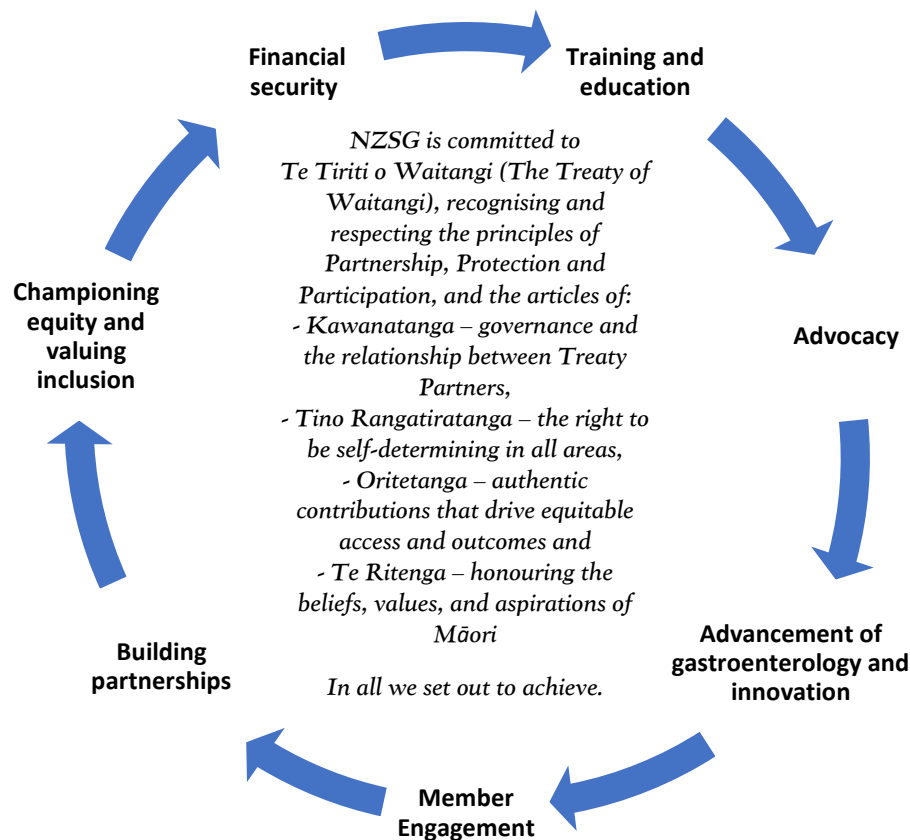 Financial
security
Training and
education
NZSG is committed to
Te Tiriti o Waitangi (The Treaty of
Waitangi), recognising and
respecting the principles of
Partnership, Protection and
Participation, and the articles of:
- Kawanatanga – governance and
the relationship between Treaty
Partners,
- Tino Rangatiratanga – the right to
be self-determining in all areas,
- Oritetanga – authentic
contributions that drive equitable
access and outcomes and
- Te Ritenga – honouring the
beliefs, values, and aspirations of
Māori
In all we set out to achieve.
Advocacy
Advancement of
gastroenterology and
innovation
Member
Engagement
Building
partnerships
Championing
equity and
valuing
inclusion